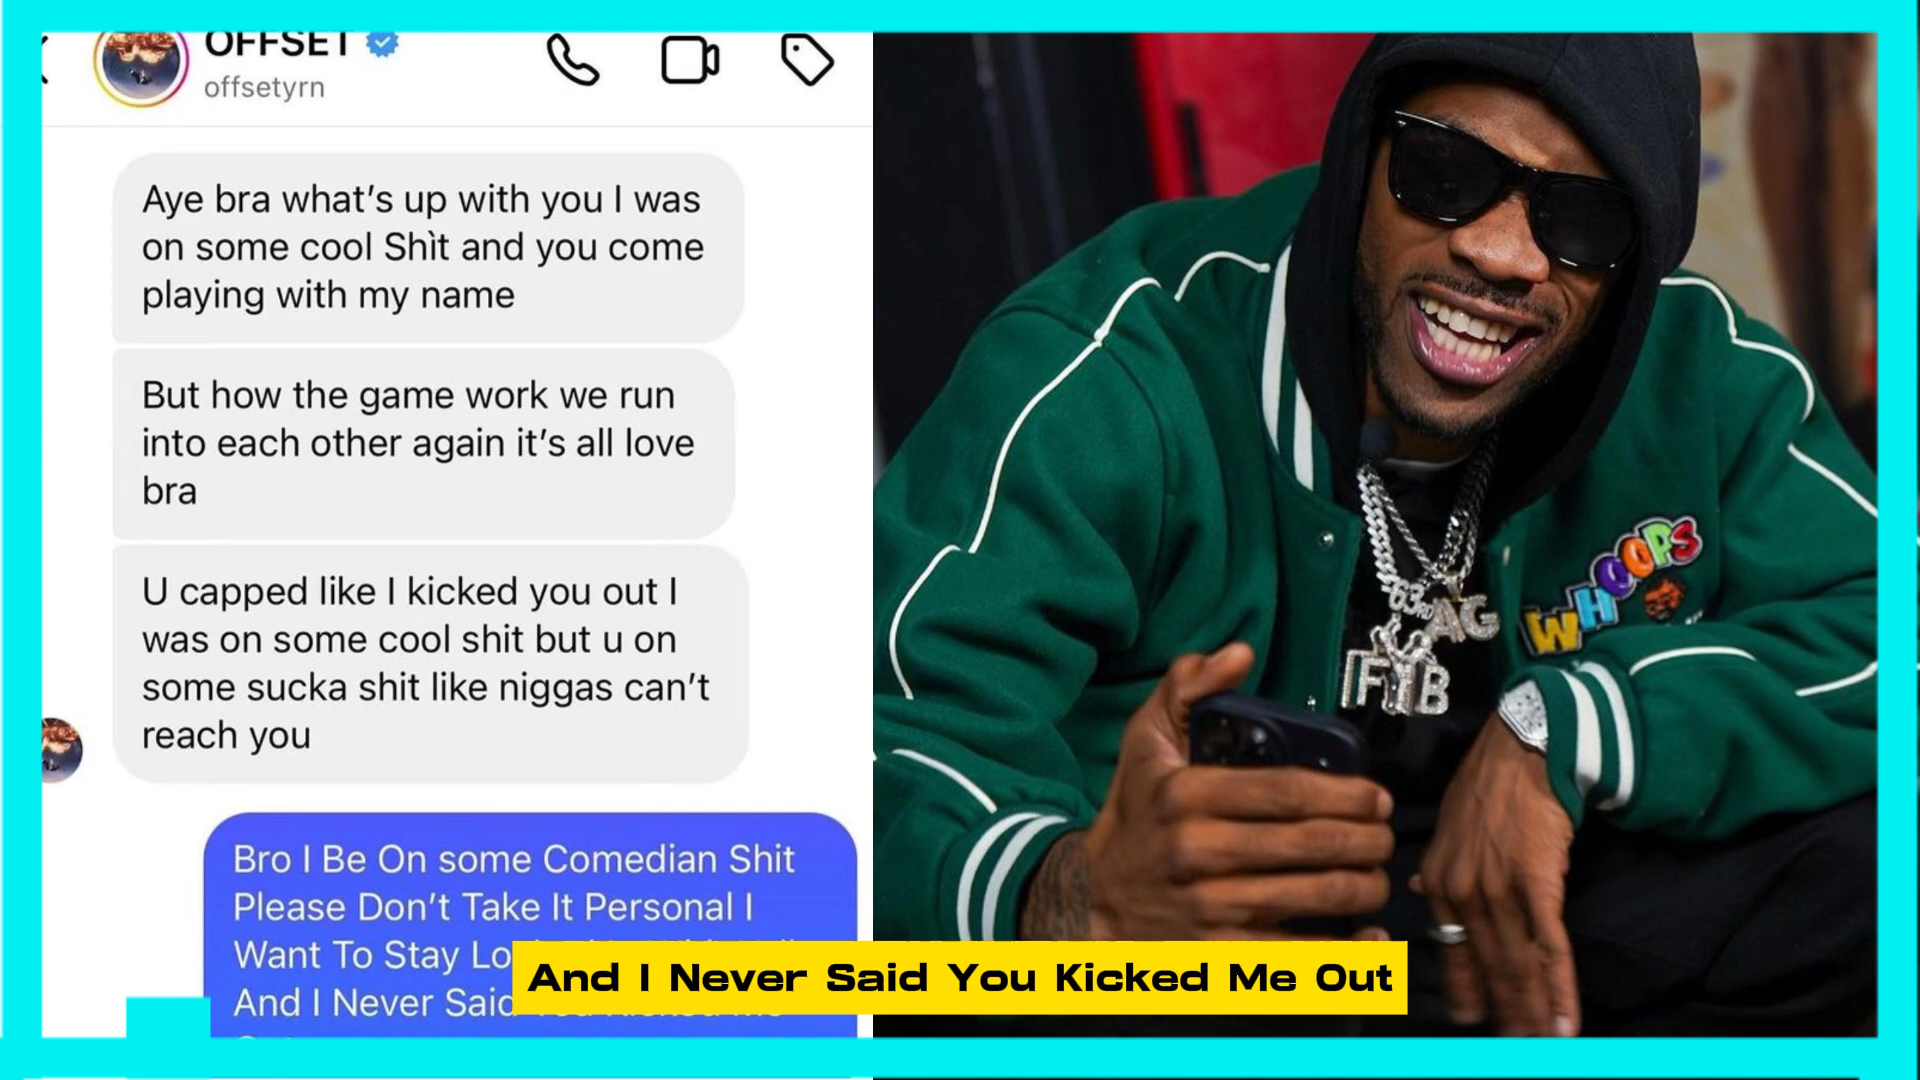 OFFSET
offsetyrn
Aye bra what's up with you I was
on some cool Shìt and you come
playing with my name
But how the game work we run
into each other again it's all love
bra
U capped like I kicked you out I
was on some cool shit but u on
some sucka shit like niggas can't
reach you
Bro I Be On some Comedian Shit
Please Don't Take It Personal I
Want To Stay
And I Never Said
And I Never Said You Kicked Me Out
WHOOPS
63RD
AG
FYB